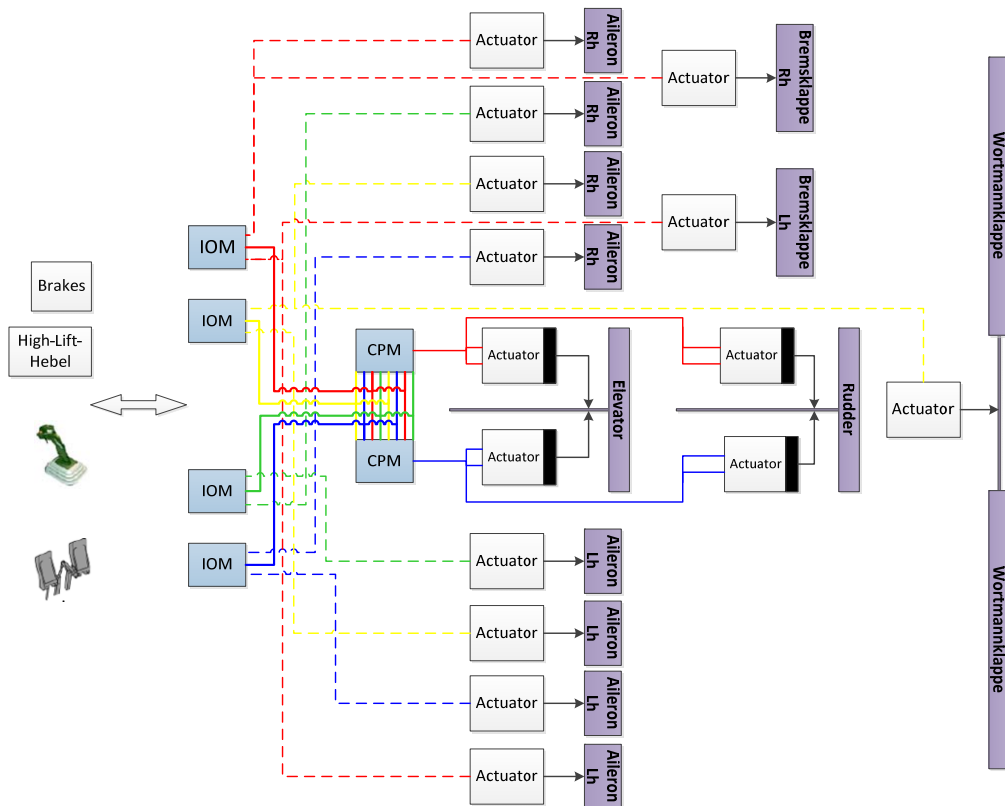 Actuator
Aileron
Rh
Actuator
Bremsklappe
Rh
Actuator
Aileron
Rh
Actuator
Aileron
Rh
Actuator
Bremsklappe
Lh
IOM
Actuator
Aileron
Rh
Brakes
IOM
High-Lift-
Hebel
CPM
Actuator
Elevator
Actuator
Rudder
Actuator
Wortmannklappe
CPM
Actuator
Actuator
IOM
IOM
Actuator
Aileron
Lh
Actuator
Aileron
Lh
Wortmannklappe
Actuator
Aileron
Lh
Actuator
Aileron
Lh